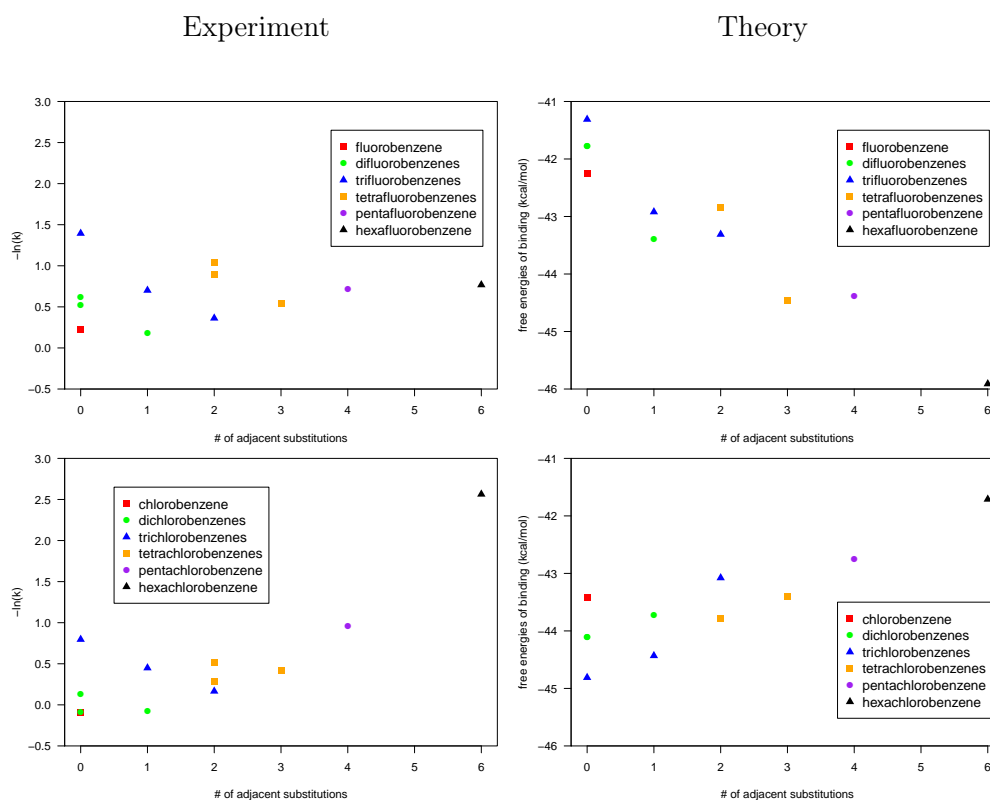 Experiment
Theory
3.0
2.5
2.0
1.5
1.0
0.5
0.0
−0.5
−ln(k)
0 1 2 3 4 5 6
# of adjacent substitutions
fluorobenzene
difluorobenzenes
trifluorobenzenes
tetrafluorobenzenes
pentafluorobenzene
hexafluorobenzene
−41
−42
−43
−44
−45
−46
free energies of binding (kcal/mol)
0 1 2 3 4 5 6
# of adjacent substitutions
fluorobenzene
difluorobenzenes
trifluorobenzenes
tetrafluorobenzenes
pentafluorobenzene
hexafluorobenzene
3.0
2.5
2.0
1.5
1.0
0.5
0.0
−0.5
−ln(k)
0 1 2 3 4 5 6
# of adjacent substitutions
chlorobenzene
dichlorobenzenes
trichlorobenzenes
tetrachlorobenzenes
pentachlorobenzene
hexachlorobenzene
−41
−42
−43
−44
−45
−46
free energies of binding (kcal/mol)
0 1 2 3 4 5 6
# of adjacent substitutions
chlorobenzene
dichlorobenzenes
trichlorobenzenes
tetrachlorobenzenes
pentachlorobenzene
hexachlorobenzene